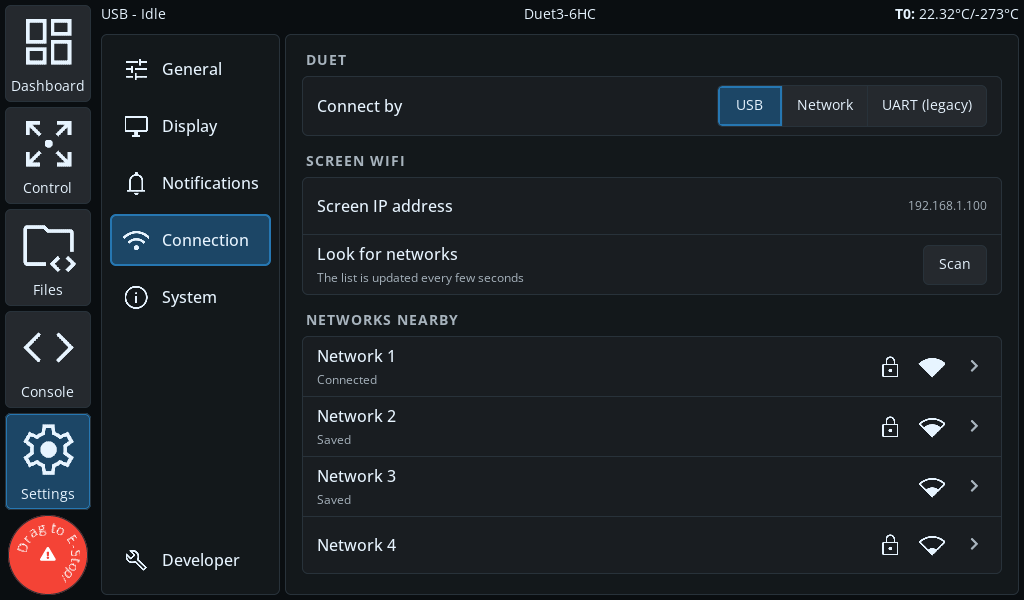 USB - Idle
Duet3-6HC
T0: 22.32°C/-273°C
Dashboard
Control
Files
Console
Settings
Drag to E-Stop!
General
Display
Notifications
Connection
System
Developer
DUET
Connect by
USB
Network
UART (legacy)
SCREEN WIFI
Screen IP address
192.168.1.100
Look for networks
The list is updated every few seconds
Scan
NETWORKS NEARBY
Network 1
Connected
Network 2
Saved
Network 3
Saved
Network 4